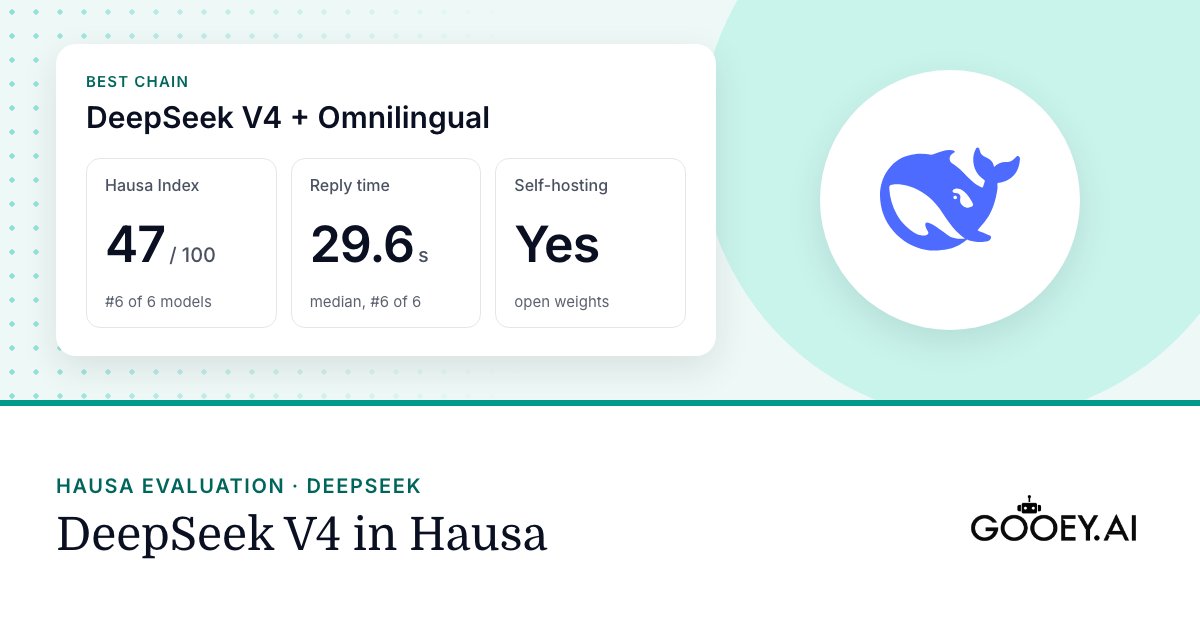 BEST CHAIN
DeepSeek V4 + Omnilingual
Hausa Index
47 / 100
#6 of 6 models
Reply time
29.6 s
median, #6 of 6
Self-hosting
Yes
open weights
HAUSA EVALUATION · DEEPSEEK
DeepSeek V4 in Hausa
GOOEY.AI